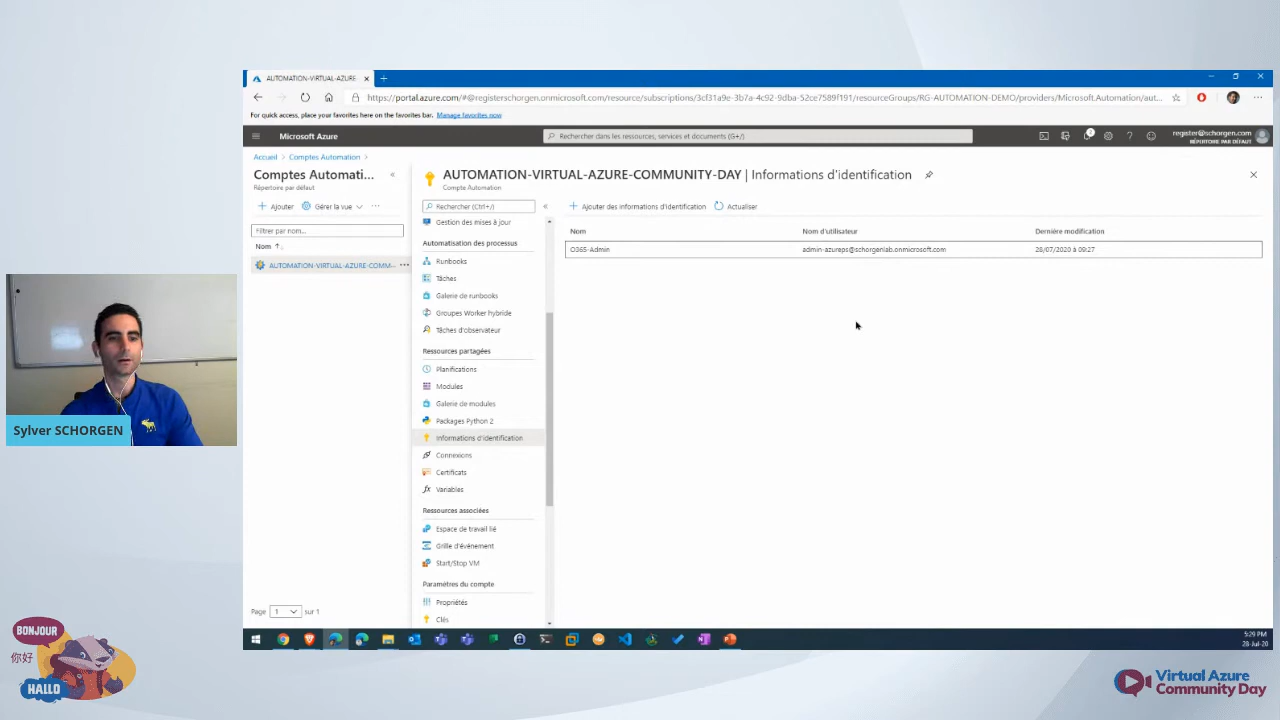 AUTOMATION-VIRTUAL-AZURE
https://portal.azure.com/#@registerschorgen.onmicrosoft.com/resource/subscriptions/3cf31a9e-3b7a-4c92-9dba-52ce7589f191/resourceGroups/RG-AUTOMATION-DEMO/providers/Microsoft.Automation/aut...
For quick access, place your favorites here on the favorites bar. Manage favorites now
Microsoft Azure
Rechercher dans les ressources, services et documents (G+/)
2
register@schorgen.com
RÉPERTOIRE PAR DÉFAUT
Accueil > Comptes Automation >
Comptes Automati...
Répertoire par défaut
AUTOMATION-VIRTUAL-AZURE-COMMUNITY-DAY | Informations d'identification
Compte Automation
Ajouter
Gérer la vue
Filtrer par nom...
Nom ↑↓
AUTOMATION-VIRTUAL-AZURE-COMM...
Page 1 sur 1
Rechercher (Ctrl+/)
Gestion des mises à jour
Automatisation des processus
Runbooks
Tâches
Galerie de runbooks
Groupes Worker hybride
Tâches d'observateur
Ressources partagées
Planifications
Modules
Galerie de modules
Packages Python 2
Informations d'identification
Connexions
Certificats
Variables
Ressources associées
Espace de travail lié
Grille d'événement
Start/Stop VM
Paramètres du compte
Propriétés
Clés
Ajouter des informations d'identification
Actualiser
Nom
Nom d'utilisateur
Dernière modification
O365-Admin
admin-azureps@schorgenlab.onmicrosoft.com
28/07/2020 à 09:27
5:29 PM
28-Jul-20
Sylver SCHORGEN
BONJOUR
你好
HALLO
Virtual Azure
Community Day